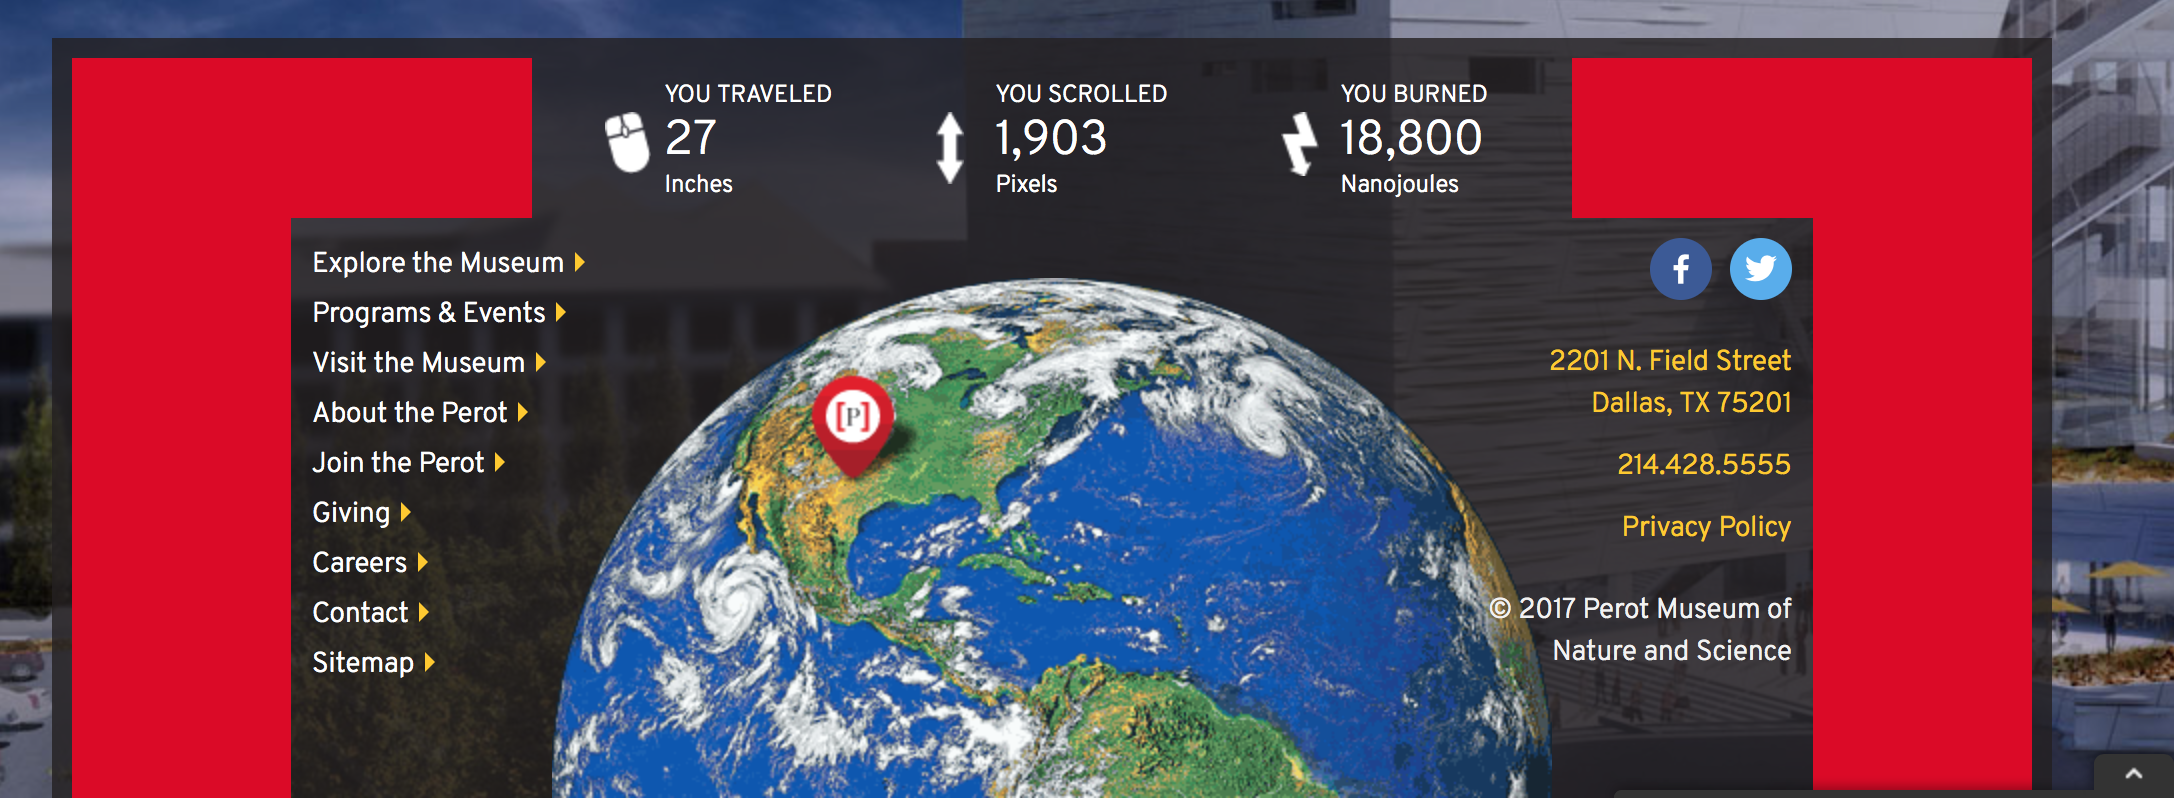 YOU TRAVELED
27
Inches
YOU SCROLLED
1,903
Pixels
YOU BURNED
18,800
Nanojoules
Explore the Museum
Programs & Events
Visit the Museum
About the Perot
Join the Perot
Giving
Careers
Contact
Sitemap
[P]
2201 N. Field Street
Dallas, TX 75201
214.428.5555
Privacy Policy
© 2017 Perot Museum of
Nature and Science